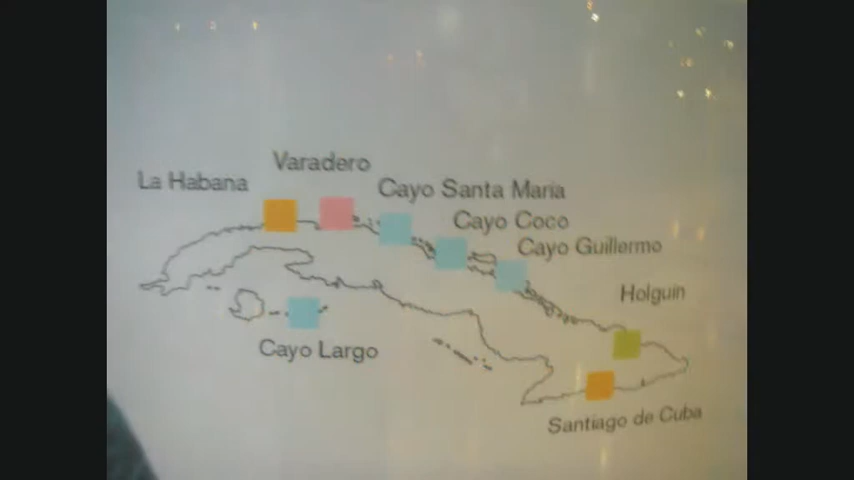 Varadero
La Habana
Cayo Santa Maria
Cayo Coco
Cayo Guillermo
Holguin
Cayo Largo
Santiago de Cuba